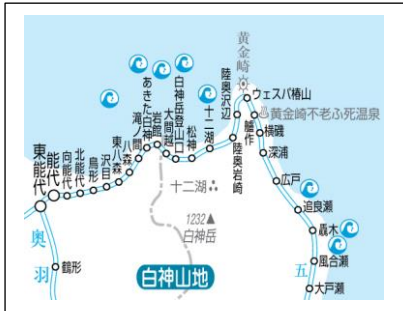 東能代
能代
向能代
北能代
鳥形
沢目
東八森
八森
滝ノ間
あきた白神
岩館
大間越
白神岳登山口
松神
十二湖
陸奥岩崎
陸奥沢辺
ウェスパ椿山
艫作
横磯
深浦
広戸
追良瀬
轟木
風合瀬
大戸瀬
黄金崎
黄金崎不老ふ死温泉
十二湖
1232
白神岳
白神山地
奥羽
鶴形
五